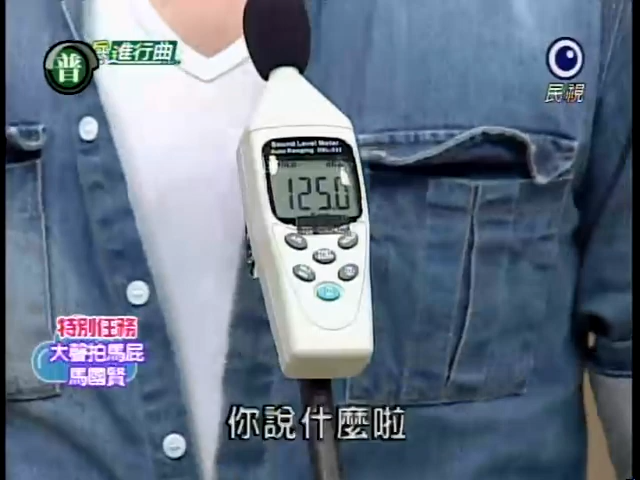 普
進行曲
民視
Sound Level Meter
125.0
特別任務
大聲拍馬屁
馬國賢
你說什麼啦